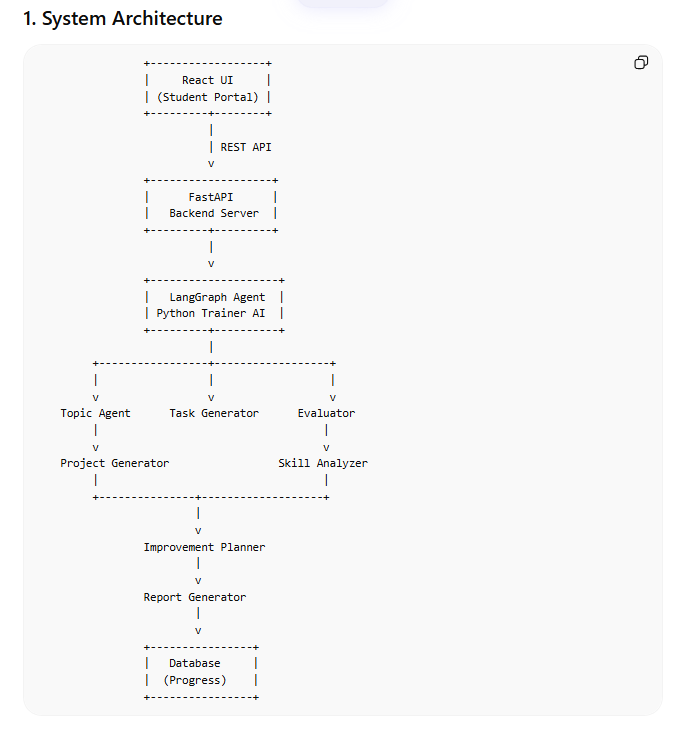 1. System Architecture
+------------------+
|     React UI     |
| (Student Portal) |
+---------+--------+
|
| REST API
v
+-------------------+
|      FastAPI      |
|   Backend Server  |
+---------+---------+
|
v
+--------------------+
|   LangGraph Agent  |
| Python Trainer AI  |
+---------+----------+
|
+-----------------+------------------+
|                 |                  |
v                 v                  v
Topic Agent      Task Generator      Evaluator
|                                   |
v                                   v
Project Generator                 Skill Analyzer
|                                   |
+---------------+-------------------+
|
v
Improvement Planner
|
v
Report Generator
|
v
+----------------+
|   Database     |
|  (Progress)    |
+----------------+